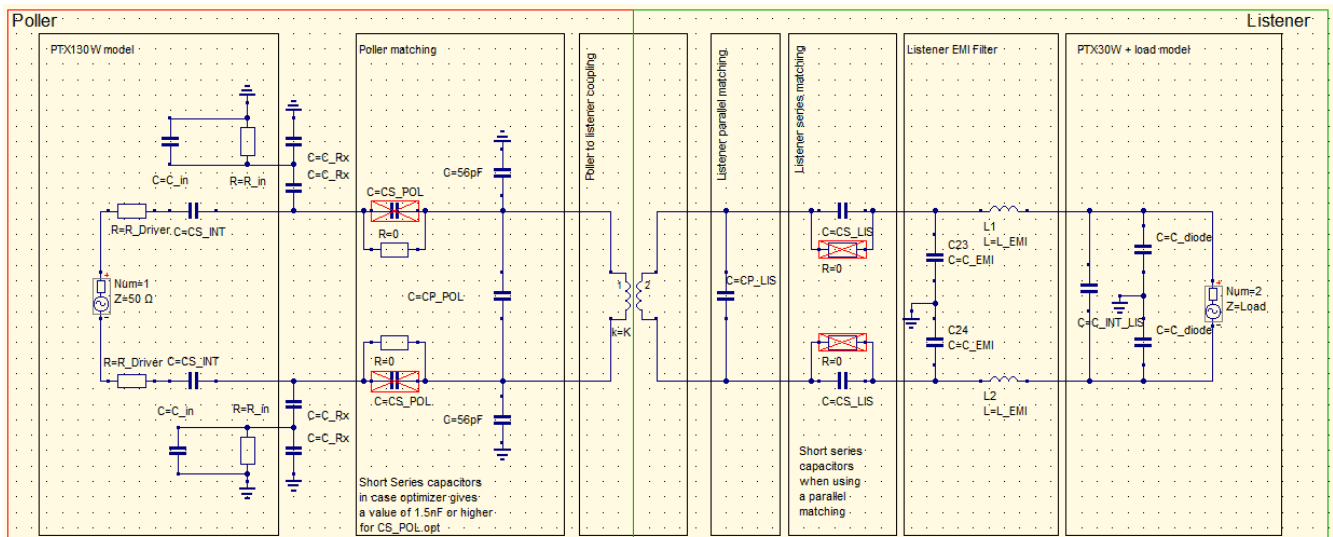 Poller
Listener
PTX130W model
Poller matching
Poller to listener coupling
Listener parallel matching
Listener series matching
Listener EMI Filter
PTX30W + load model
C=C_in
R=R_in
C=C_Rx
C=C_Rx
C=56pF
C=CS_POL
R=0
R=R_Driver
C=CS_INT
Num=1
Z=50 Ω
C=CP_POL
1
2
k=K
C=CP_LIS
C=CS_LIS
R=0
C23
C=C_EMI
L1
L=L_EMI
C=C_diode
C=C_INT_LIS
Num=2
Z=Load
R=R_Driver
C=CS_INT
R=0
C=CS_POL
R=0
C=CS_LIS
C24
C=C_EMI
L2
L=L_EMI
C=C_diode
C=C_in
R=R_in
C=C_Rx
C=C_Rx
C=56pF
Short Series capacitors
in case optimizer gives
a value of 1.5nF or higher
for CS_POL.opt
Short series
capacitors
when using
a parallel
matching